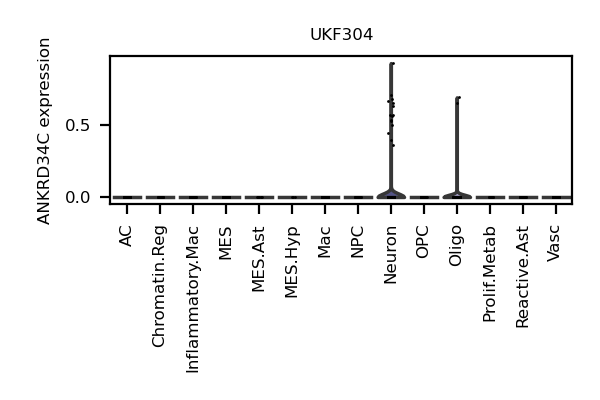 UKF304
ANKRD34C expression
0.5
0.0
AC
Chromatin.Reg
Inflammatory.Mac
MES
MES.Ast
MES.Hyp
Mac
NPC
Neuron
OPC
Oligo
Prolif.Metab
Reactive.Ast
Vasc